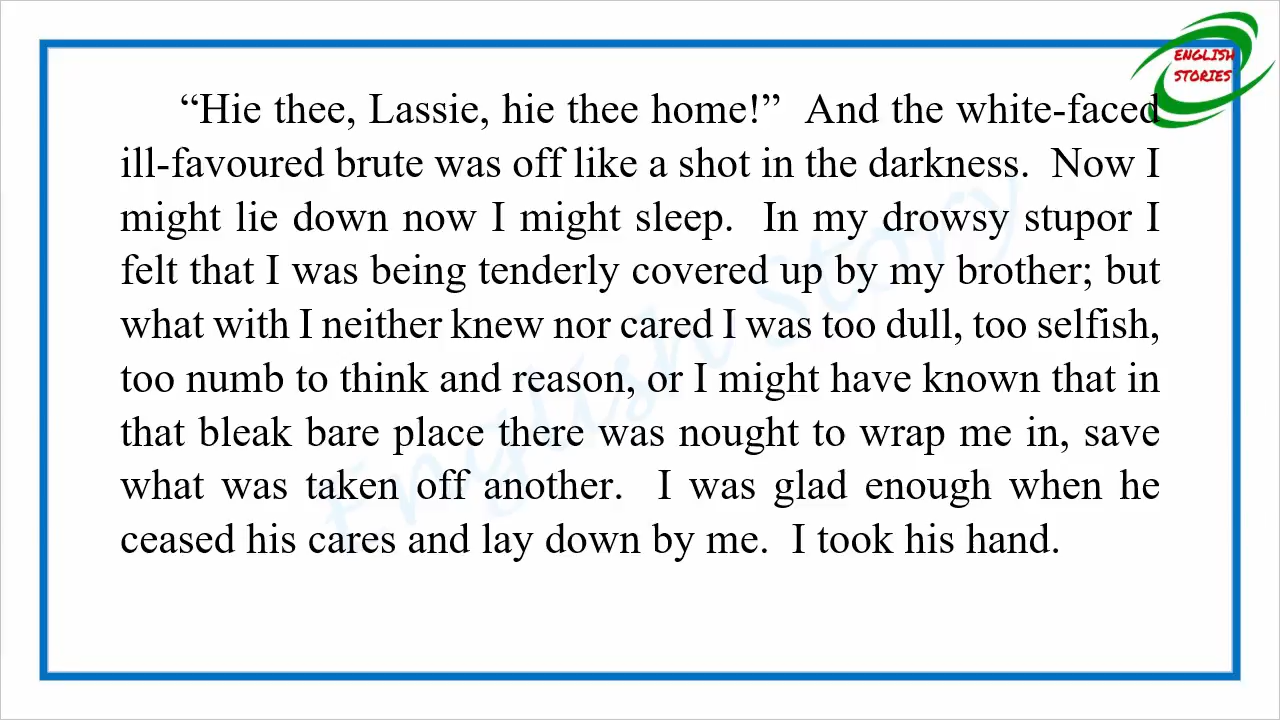 ENGLISH
STORIES
“Hie thee, Lassie, hie thee home!”  And the white-faced
ill-favoured brute was off like a shot in the darkness.  Now I
might lie down now I might sleep.  In my drowsy stupor I
felt that I was being tenderly covered up by my brother; but
what with I neither knew nor cared I was too dull, too selfish,
too numb to think and reason, or I might have known that in
that bleak bare place there was nought to wrap me in, save
what was taken off another.  I was glad enough when he
ceased his cares and lay down by me.  I took his hand.
English Story